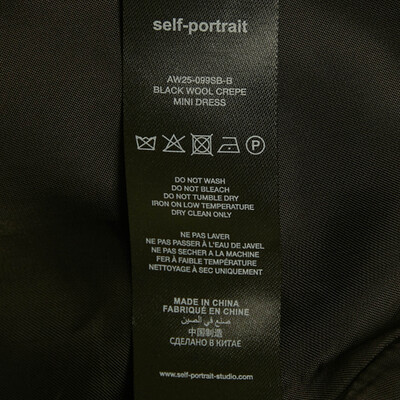 self-portrait
AW25-099SB-B
BLACK WOOL CREPE
MINI DRESS
P
DO NOT WASH
DO NOT BLEACH
DO NOT TUMBLE DRY
IRON ON LOW TEMPERATURE
DRY CLEAN ONLY
NE PAS LAVER
NE PAS PASSER À L'EAU DE JAVEL
NE PAS SECHER A LA MACHINE
FER À FAIBLE TEMPÉRATURE
NETTOYAGE À SEC UNIQUEMENT
MADE IN CHINA
FABRIQUÉ EN CHINE
صنع في الصين
中国制造
СДЕЛАНО В КИТАЕ
www.self-portrait-studio.com